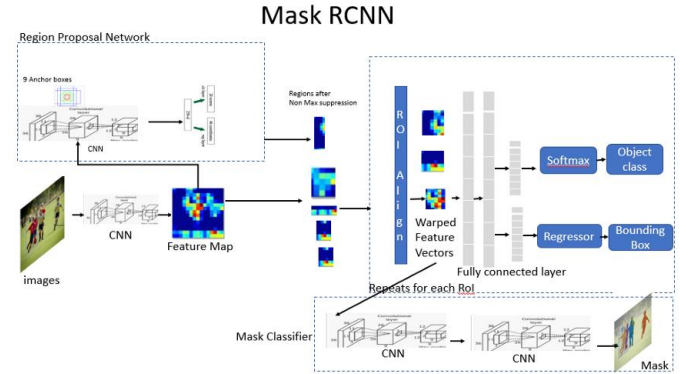 Mask RCNN
Region Proposal Network
9 Anchor boxes
CNN
Regions after
Non Max suppression
images
CNN
Feature Map
ROI Align
Warped
Feature
Vectors
Fully connected layer
Softmax
Object
class
Regressor
Bounding
Box
Repeats for each RoI
Mask Classifier
CNN
CNN
Mask